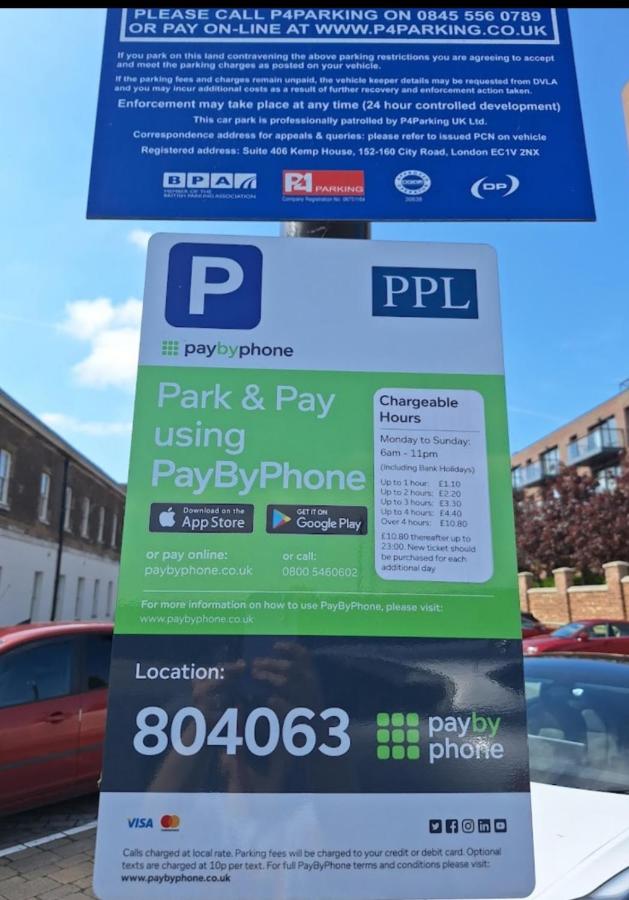 PLEASE CALL P4PARKING ON 0845 556 0789
OR PAY ON-LINE AT WWW.P4PARKING.CO.UK
If you park on this land contravening the above parking restrictions you are agreeing to accept
and meet the parking charges as posted on your vehicle.
If the parking fees and charges remain unpaid, the vehicle keeper details may be requested from DVLA
and you may incur additional costs as a result of further recovery and enforcement action taken.
Enforcement may take place at any time (24 hour controlled development)
This car park is professionally patrolled by P4Parking UK Ltd.
Correspondence address for appeals & queries: please refer to issued PCN on vehicle
Registered address: Suite 406 Kemp House, 152-160 City Road, London EC1V 2NX
BPA
MEMBER OF THE
BRITISH PARKING ASSOCIATION
P4 PARKING
Company Registration No.
DP
P
PPL
paybyphone
Park & Pay
using
PayByPhone
Download on the
App Store
GET IT ON
Google Play
or pay online:
paybyphone.co.uk
or call:
0800 5460602
Chargeable
Hours
Monday to Sunday:
6am - 11pm
(Including Bank Holidays)
Up to 1 hour: £1.10
Up to 2 hours: £2.20
Up to 3 hours: £3.30
Up to 4 hours: £4.40
Over 4 hours: £10.80
£10.80 thereafter up to
23:00. New ticket should
be purchased for each
additional day
For more information on how to use PayByPhone, please visit:
www.paybyphone.co.uk
Location:
804063
pay by
phone
VISA
Calls charged at local rate. Parking fees will be charged to your credit or debit card. Optional
texts are charged at 10p per text. For full PayByPhone terms and conditions please visit:
www.paybyphone.co.uk